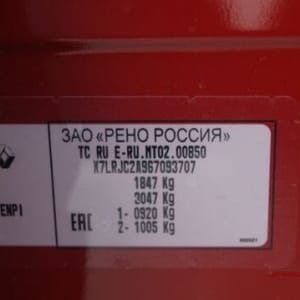 ЗАО «РЕНО РОССИЯ»
TC RU E-RU.MT02.00850
X7LRJC2A967093707
1847 Kg
3047 Kg
1- 0920 Kg
ENPI
EAC
2- 1005 Kg